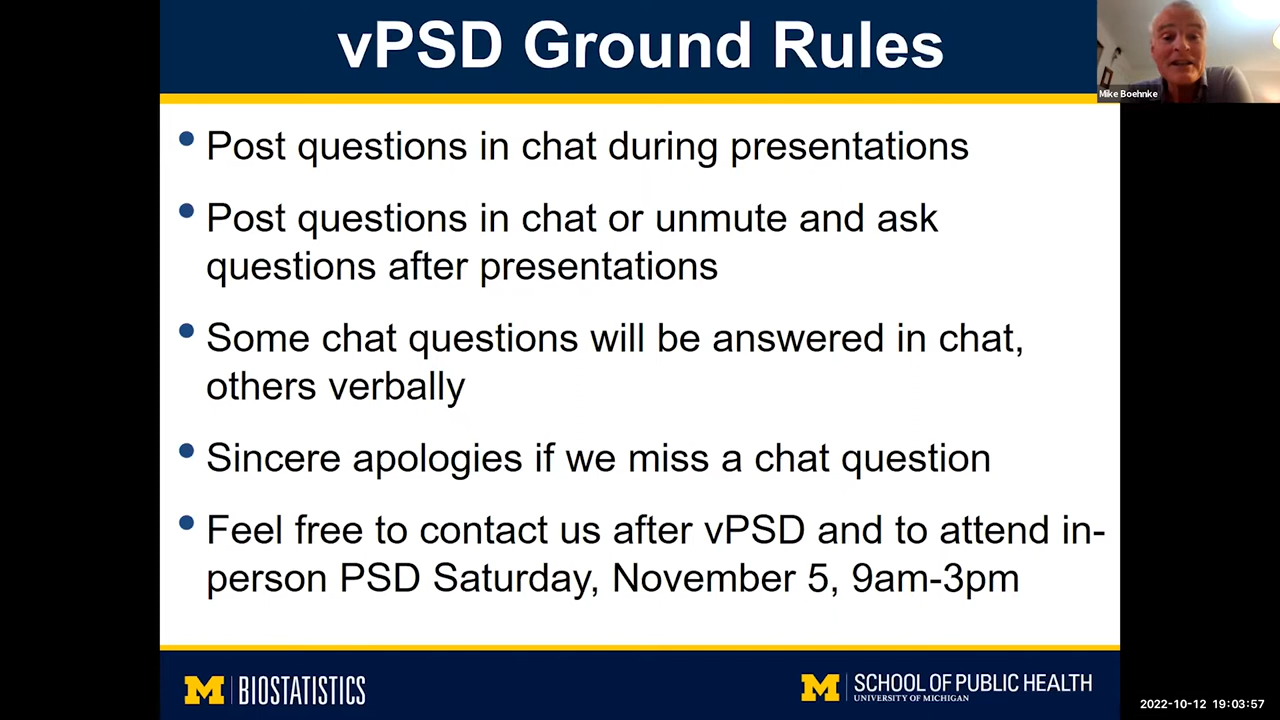 vPSD Ground Rules
Mike Boehnke
• Post questions in chat during presentations
• Post questions in chat or unmute and ask
questions after presentations
• Some chat questions will be answered in chat,
others verbally
• Sincere apologies if we miss a chat question
• Feel free to contact us after vPSD and to attend in-
person PSD Saturday, November 5, 9am-3pm
M BIOSTATISTICS
M SCHOOL OF PUBLIC HEALTH
UNIVERSITY OF MICHIGAN
2022-10-12 19:03:57